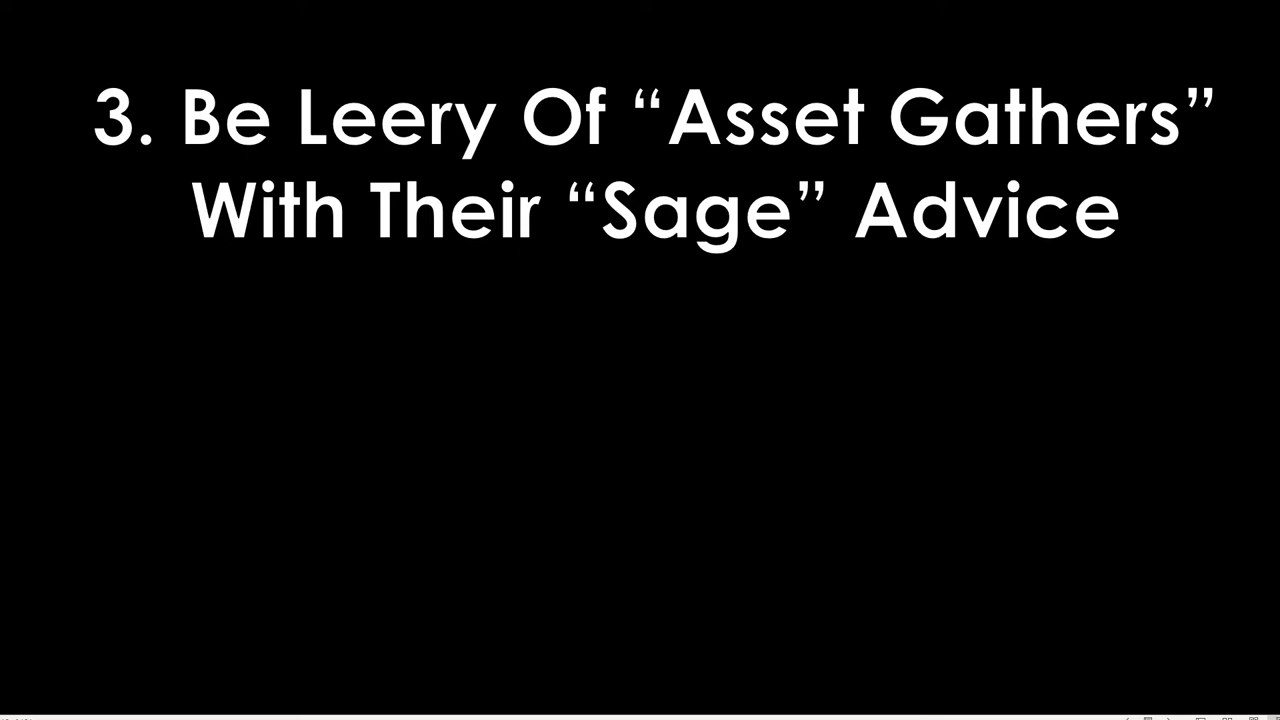 3. Be Leery Of “Asset Gathers”
With Their “Sage” Advice